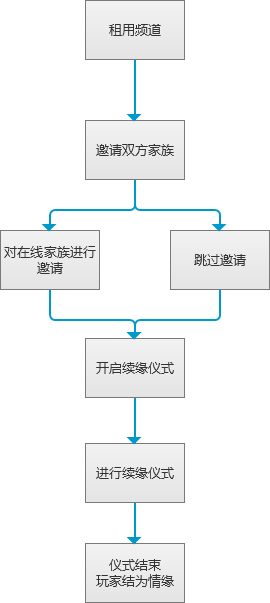 租用频道
邀请双方家族
对在线家族进行
邀请
跳过邀请
开启续缘仪式
进行续缘仪式
仪式结束
玩家结为情缘